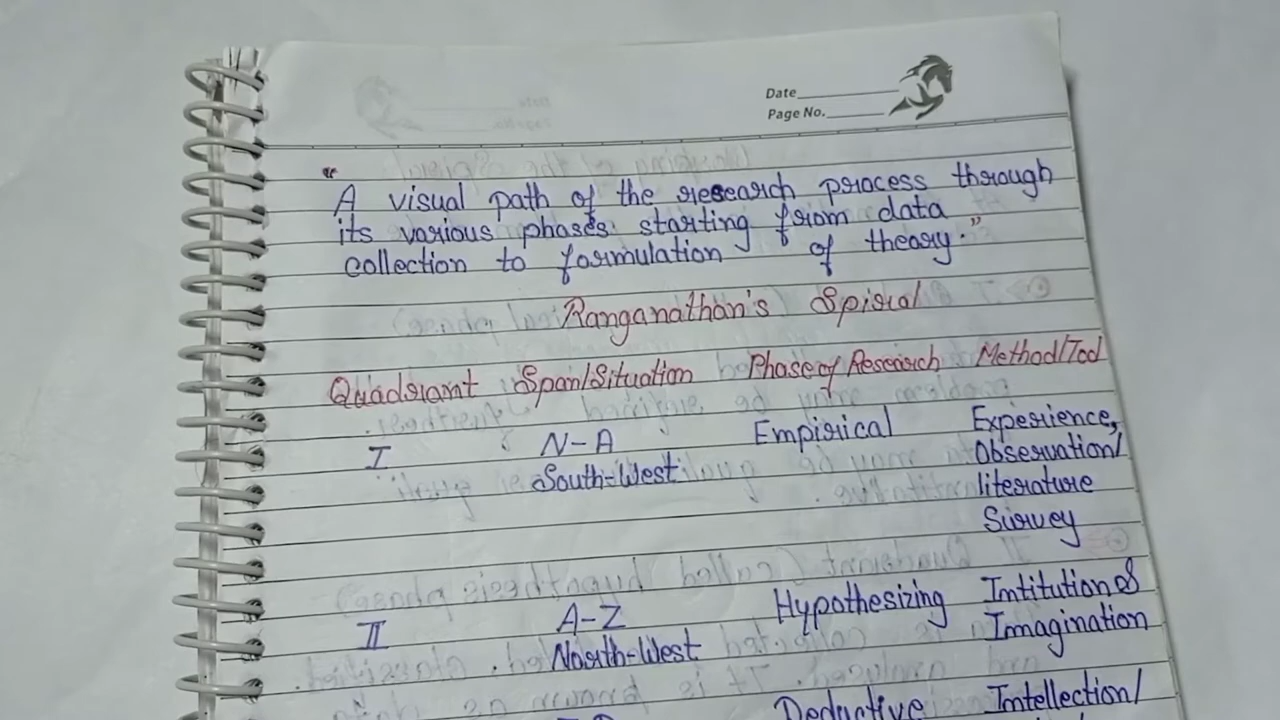 Date
Page No.
"A visual path of the research process through
its various phases starting from data
collection to formulation of theory."
Ranganathan's Spiral
Quadrant Span/Situation Phase of Research Method/Tool
I N-A Empirical Experience,
South-West Observation/
literature
Survey
II A-Z Hypothesizing Intitution &
North-West Imagination
Deductive Intellection/